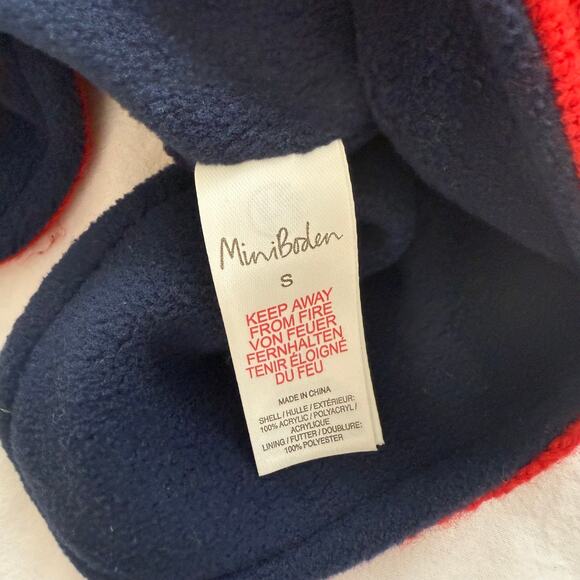 MiniBoden
S
KEEP AWAY
FROM FIRE
VON FEUER
FERNHALTEN
TENIR ÉLOIGNÉ
DU FEU
MADE IN CHINA
SHELL / HULLE / EXTÉRIEUR:
100% ACRYLIC / POLYACRYL /
ACRYLIQUE
LINING / FUTTER / DOUBLURE:
100% POLYESTER